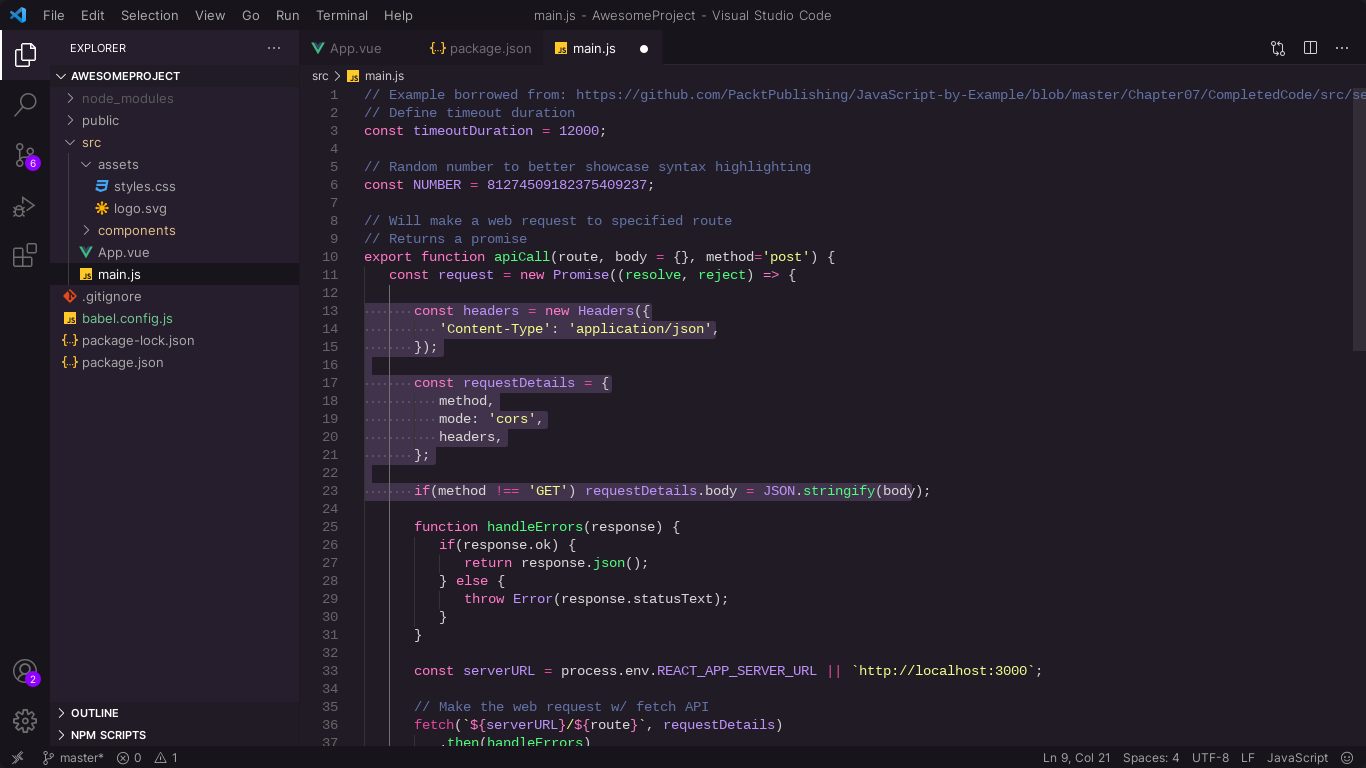 File Edit Selection View Go Run Terminal Help
main.js - AwesomeProject - Visual Studio Code
EXPLORER
App.vue
package.json
main.js
AWESOMEPROJECT
node_modules
public
src
assets
styles.css
logo.svg
components
App.vue
main.js
.gitignore
babel.config.js
package-lock.json
package.json
OUTLINE
NPM SCRIPTS
6
2
src > main.js
1 // Example borrowed from: https://github.com/PacktPublishing/JavaScript-by-Example/blob/master/Chapter07/CompletedCode/src/se
2 // Define timeout duration
3 const timeoutDuration = 12000;
4
5 // Random number to better showcase syntax highlighting
6 const NUMBER = 81274509182375409237;
7
8 // Will make a web request to specified route
9 // Returns a promise
10 export function apiCall(route, body = {}, method='post') {
11 const request = new Promise((resolve, reject) => {
12
13 const headers = new Headers({
14 'Content-Type': 'application/json',
15 });
16
17 const requestDetails = {
18 method,
19 mode: 'cors',
20 headers,
21 };
22
23 if(method !== 'GET') requestDetails.body = JSON.stringify(body);
24
25 function handleErrors(response) {
26 if(response.ok) {
27 return response.json();
28 } else {
29 throw Error(response.statusText);
30 }
31 }
32
33 const serverURL = process.env.REACT_APP_SERVER_URL || `http://localhost:3000`;
34
35 // Make the web request w/ fetch API
36 fetch(`${serverURL}/${route}`, requestDetails)
37 .then(handleErrors)
master* 0 1
Ln 9, Col 21 Spaces: 4 UTF-8 LF JavaScript